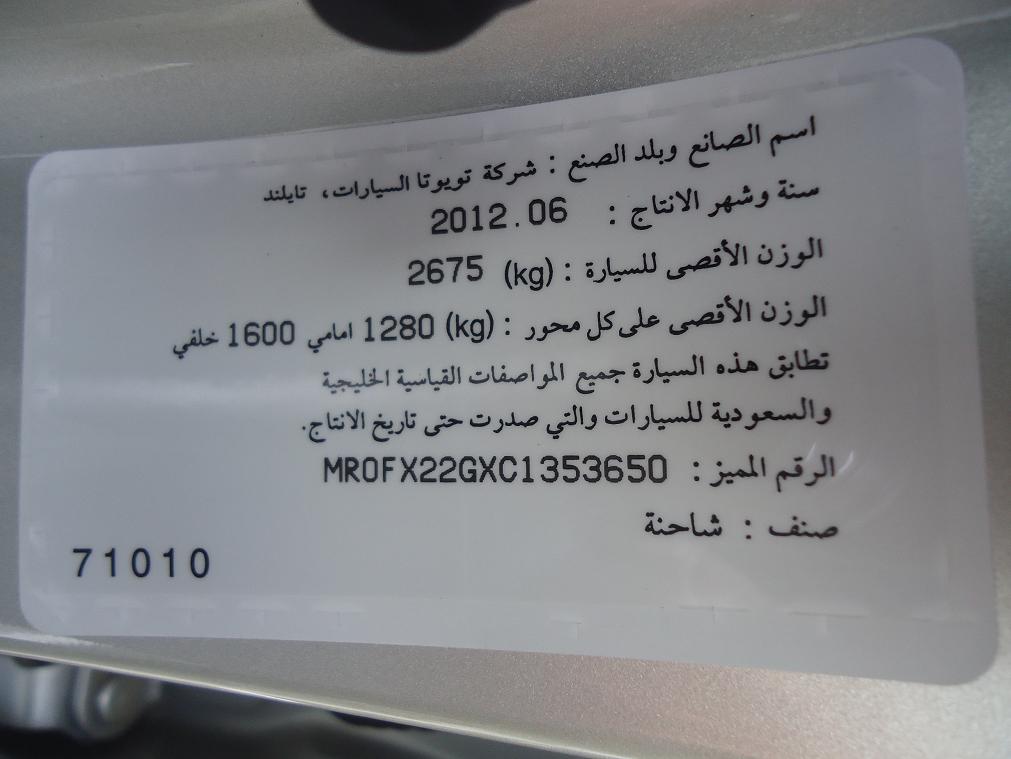 اسم الصانع وبلد الصنع : شركة تويوتا السيارات، تايلند
سنة وشهر الانتاج : 2012.06
الوزن الأقصى للسيارة : (kg) 2675
الوزن الأقصى على كل محور : (kg) 1280 امامي 1600 خلفي
تطابق هذه السيارة جميع المواصفات القياسية الخليجية
والسعودية للسيارات والتي صدرت حتى تاريخ الانتاج.
الرقم المميز : MR0FX22GXC1353650
صنف : شاحنة
71010